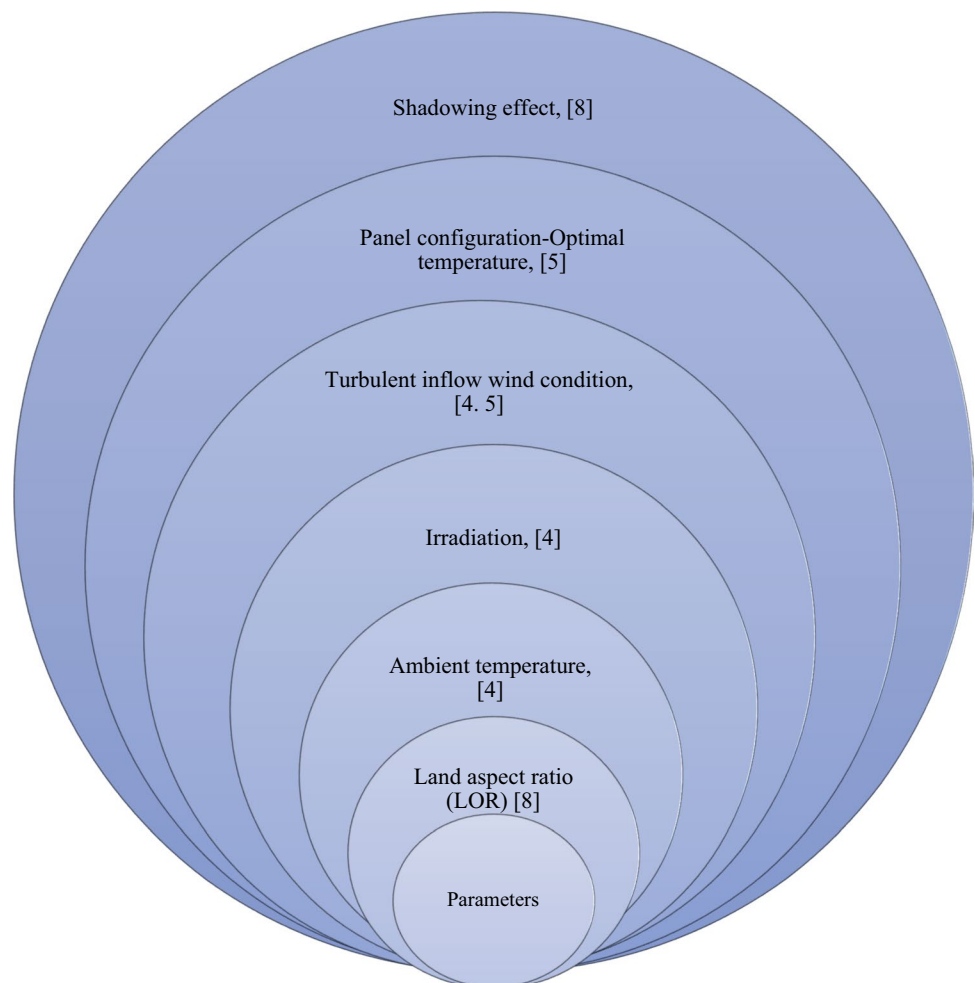 Shadowing effect, [8]
Panel configuration-Optimal
temperature, [5]
Turbulent inflow wind condition,
[4. 5]
Irradiation, [4]
Ambient temperature,
[4]
Land aspect ratio
(LOR) [8]
Parameters